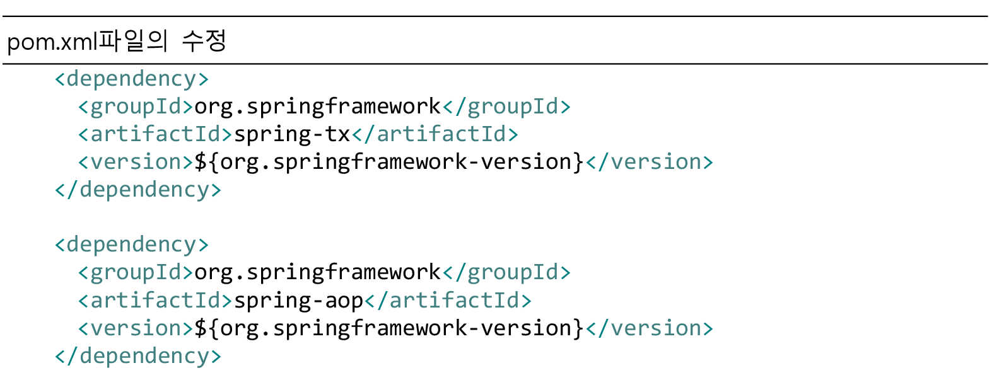 pom.xml파일의 수정
<dependency>
<groupId>org.springframework</groupId>
<artifactId>spring-tx</artifactId>
<version>${org.springframework-version}</version>
</dependency>
<dependency>
<groupId>org.springframework</groupId>
<artifactId>spring-aop</artifactId>
<version>${org.springframework-version}</version>
</dependency>